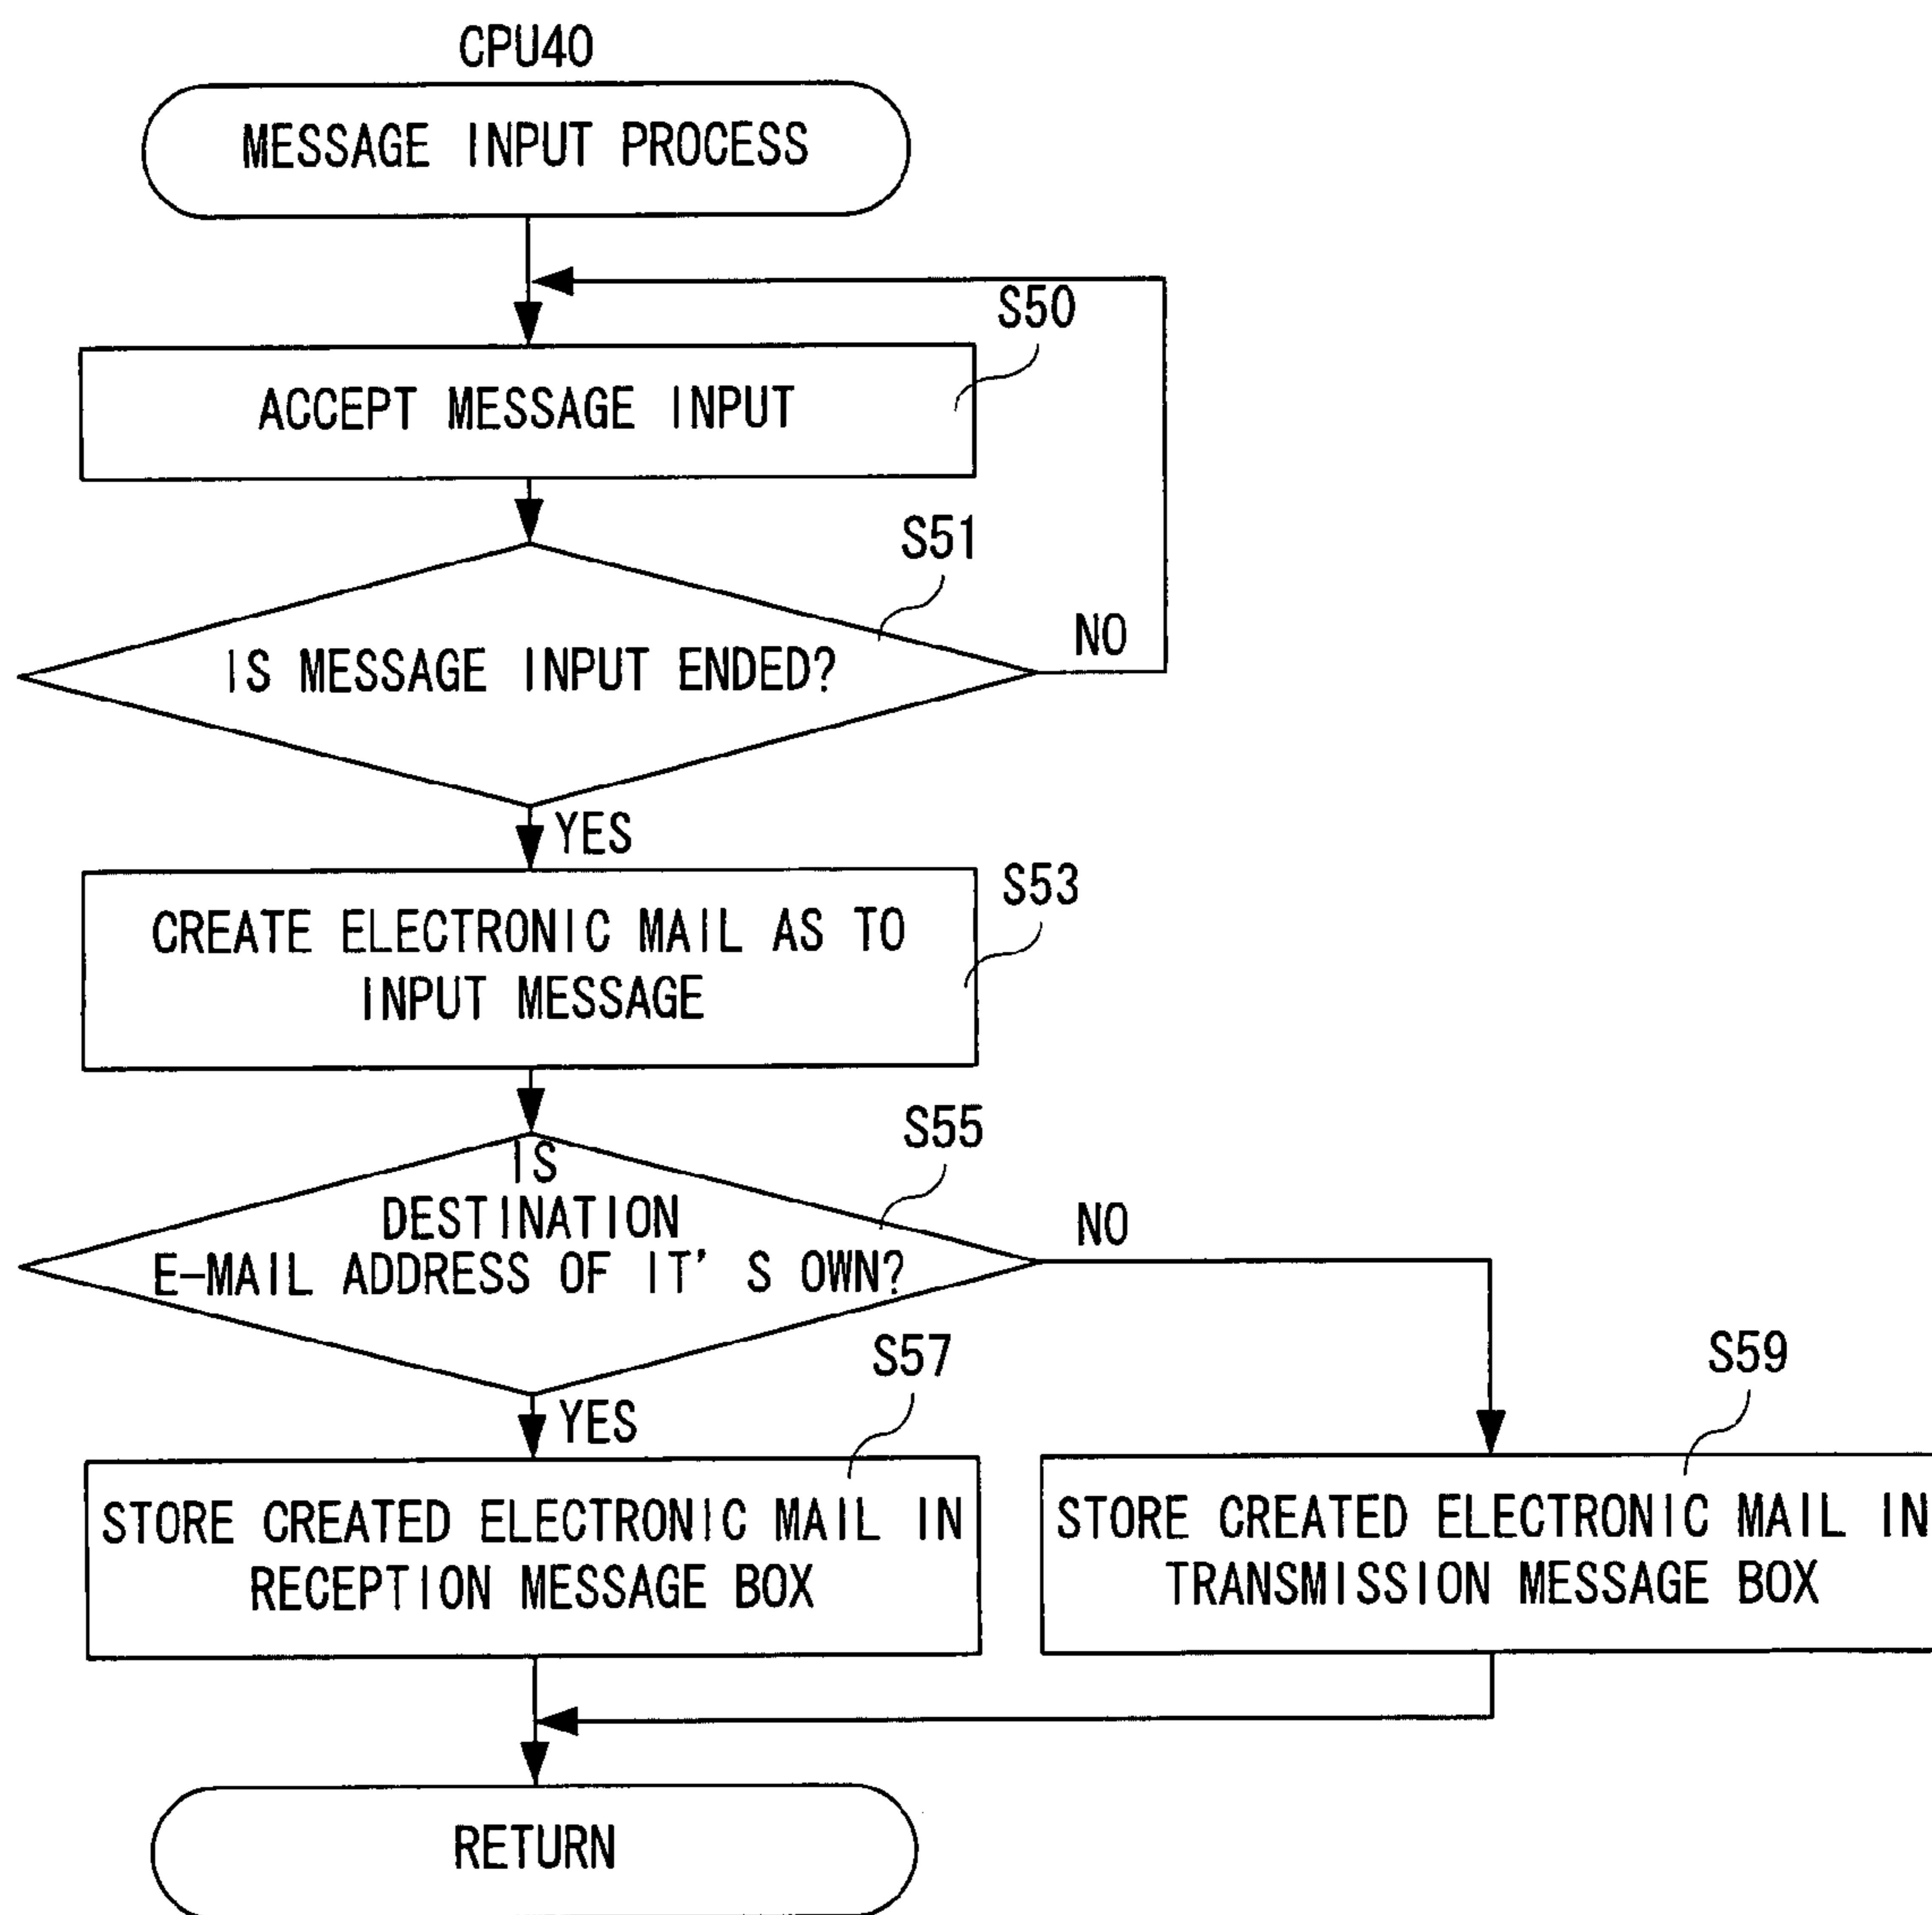 CPU40
MESSAGE INPUT PROCESS
S50
ACCEPT MESSAGE INPUT
S51
IS MESSAGE INPUT ENDED?
NO
YES
S53
CREATE ELECTRONIC MAIL AS TO
INPUT MESSAGE
S55
IS
DESTINATION
E-MAIL ADDRESS OF IT'S OWN?
NO
YES
S57
STORE CREATED ELECTRONIC MAIL IN
RECEPTION MESSAGE BOX
S59
STORE CREATED ELECTRONIC MAIL IN
TRANSMISSION MESSAGE BOX
RETURN